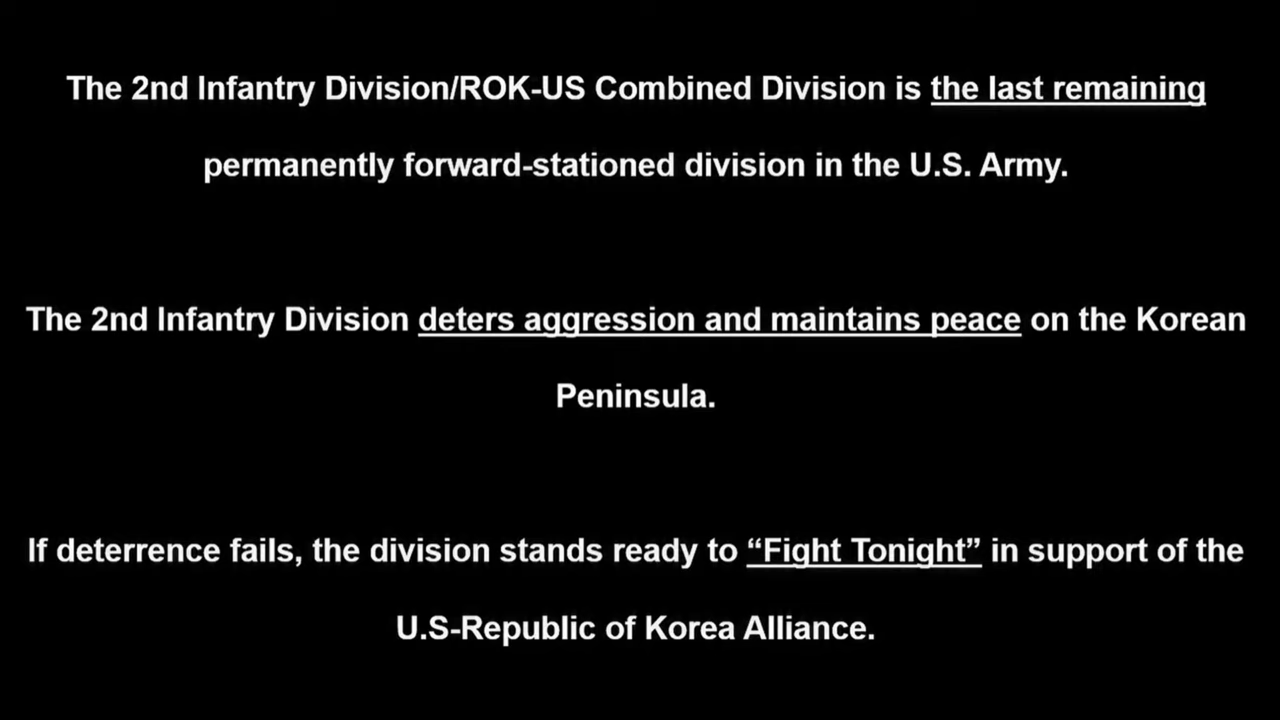 The 2nd Infantry Division/ROK-US Combined Division is the last remaining
permanently forward-stationed division in the U.S. Army.
The 2nd Infantry Division deters aggression and maintains peace on the Korean
Peninsula.
If deterrence fails, the division stands ready to “Fight Tonight” in support of the
U.S-Republic of Korea Alliance.